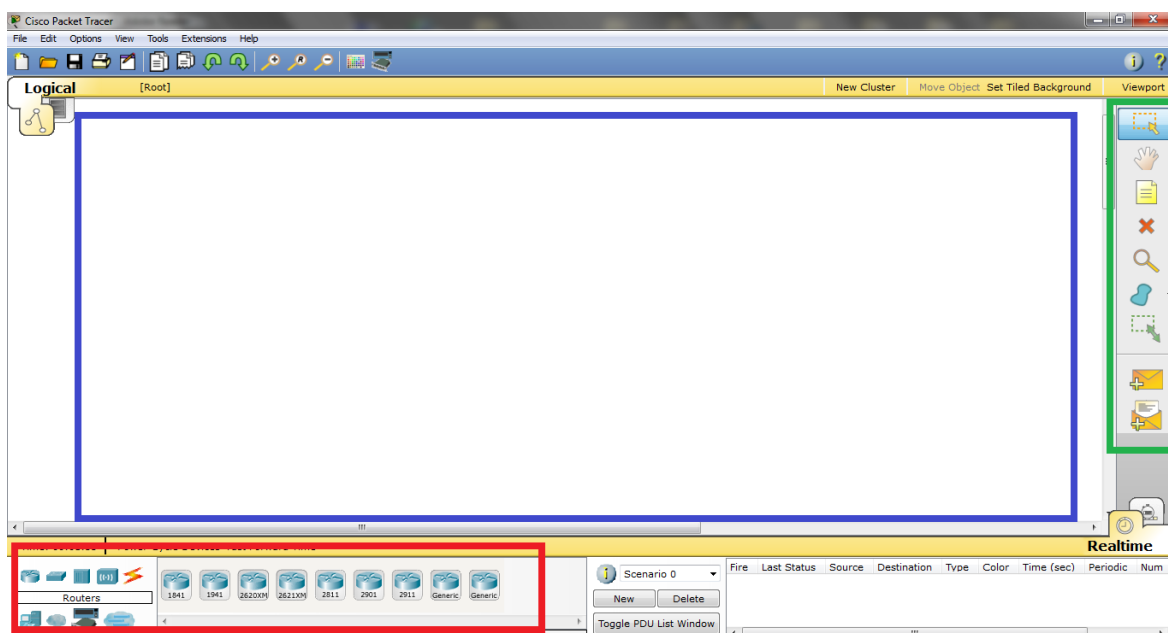 Cisco Packet Tracer
File Edit Options View Tools Extensions Help
Logical [Root] New Cluster Move Object Set Tiled Background Viewport
Realtime
Scenario 0 Fire Last Status Source Destination Type Color Time (sec) Periodic Num
Routers 1841 1941 2620XM 2621XM 2811 2901 2911 Generic Generic New Delete
Toggle PDU List Window